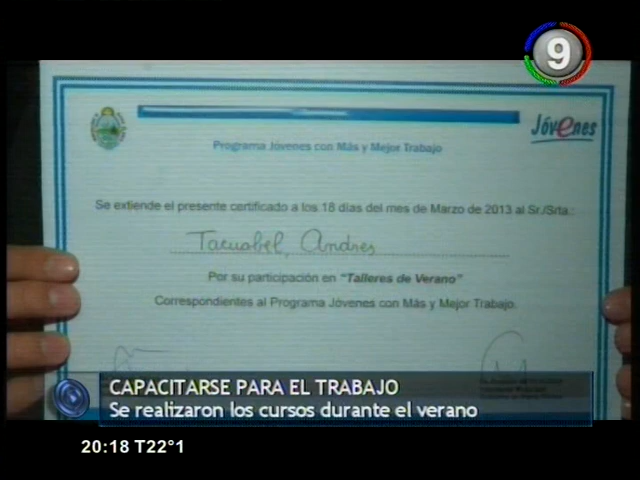 9
Jóvenes
Programa Jóvenes con Más y Mejor Trabajo
Se extiende el presente certificado a los 18 días del mes de Marzo de 2013 al Sr./Srta.:
Tacuabel, Andres
Por su participación en "Talleres de Verano"
Correspondientes al Programa Jóvenes con Más y Mejor Trabajo.
CAPACITARSE PARA EL TRABAJO
Se realizaron los cursos durante el verano
20:18 T22°1